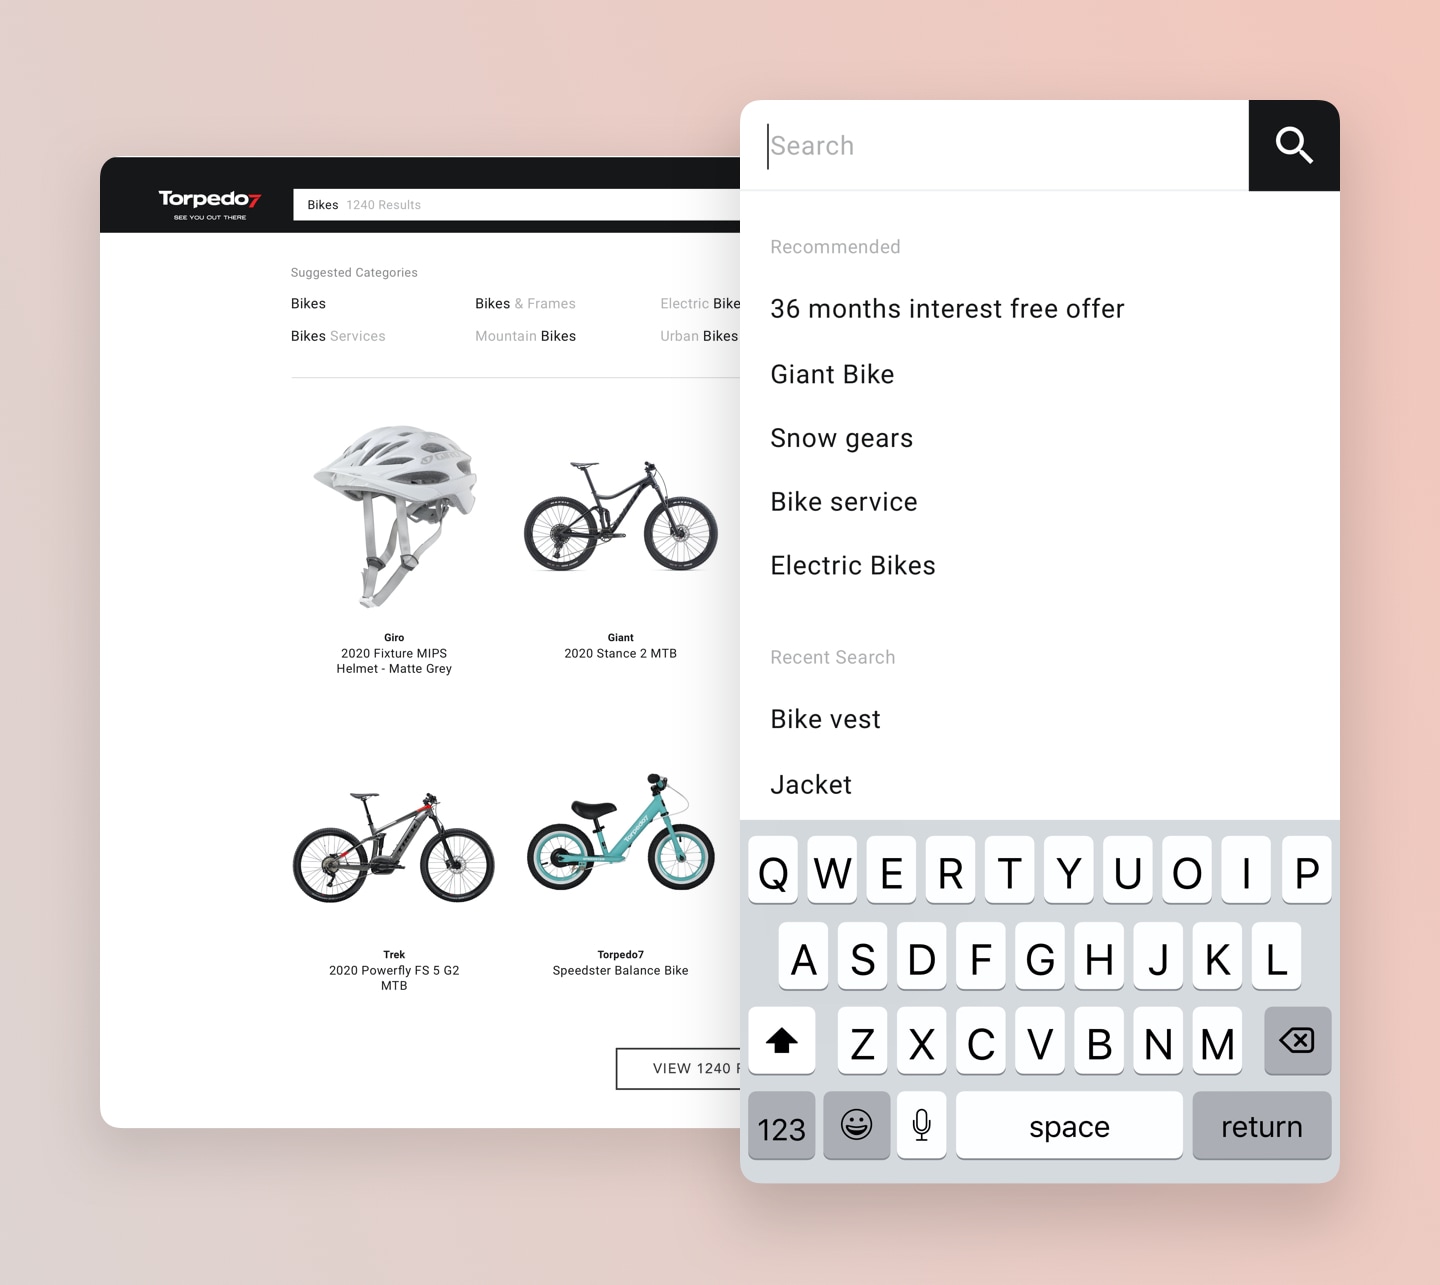 Torpedo7
SEE YOU OUT THERE
Bikes 1240 Results
Suggested Categories
Bikes
Bikes & Frames
Electric Bike
Bikes Services
Mountain Bikes
Urban Bikes
Giro
2020 Fixture MIPS
Helmet - Matte Grey
Giant
2020 Stance 2 MTB
Torpedo7
Trek
2020 Powerfly FS 5 G2
MTB
Torpedo7
Speedster Balance Bike
VIEW 1240
Search
Recommended
36 months interest free offer
Giant Bike
Snow gears
Bike service
Electric Bikes
Recent Search
Bike vest
Jacket
Q W E R T Y U O I P
A S D F G H J K L
Z X C V B N M
123 space return